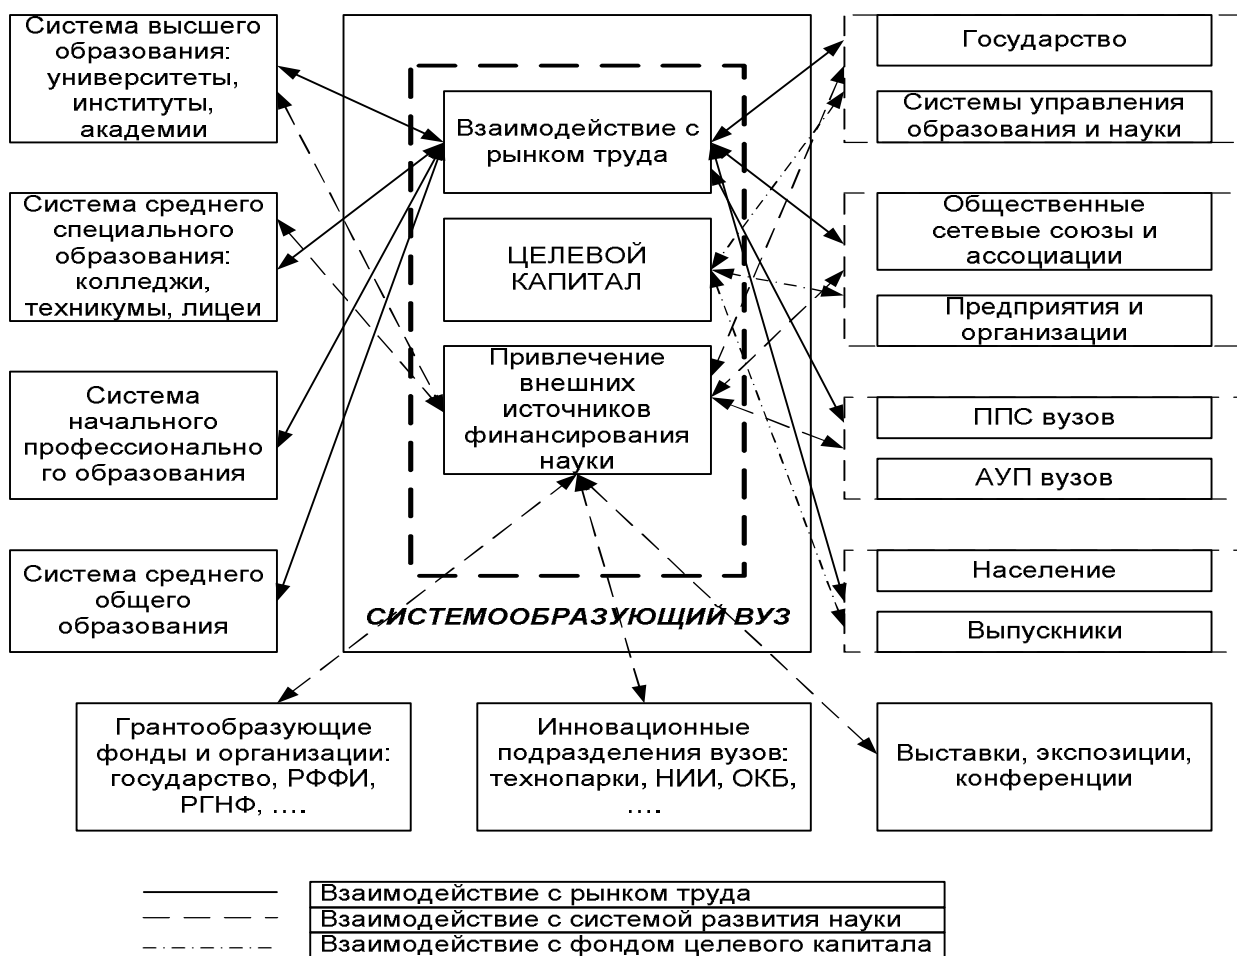 Система высшего
образования:
университеты,
институты,
академии
Система среднего
специального
образования:
колледжи,
техникумы, лицеи
Система
начального
профессионально
го образования
Система среднего
общего
образования
Взаимодействие с
рынком труда
ЦЕЛЕВОЙ
КАПИТАЛ
Привлечение
внешних
источников
финансирования
науки
СИСТЕМООБРАЗУЮЩИЙ ВУЗ
Государство
Системы управления
образования и науки
Общественные
сетевые союзы и
ассоциации
Предприятия и
организации
ППС вузов
АУП вузов
Население
Выпускники
Грантообразующие
фонды и организации:
государство, РФФИ,
РГНФ, ….
Инновационные
подразделения вузов:
технопарки, НИИ, ОКБ,
….
Выставки, экспозиции,
конференции
Взаимодействие с рынком труда
Взаимодействие с системой развития науки
Взаимодействие с фондом целевого капитала